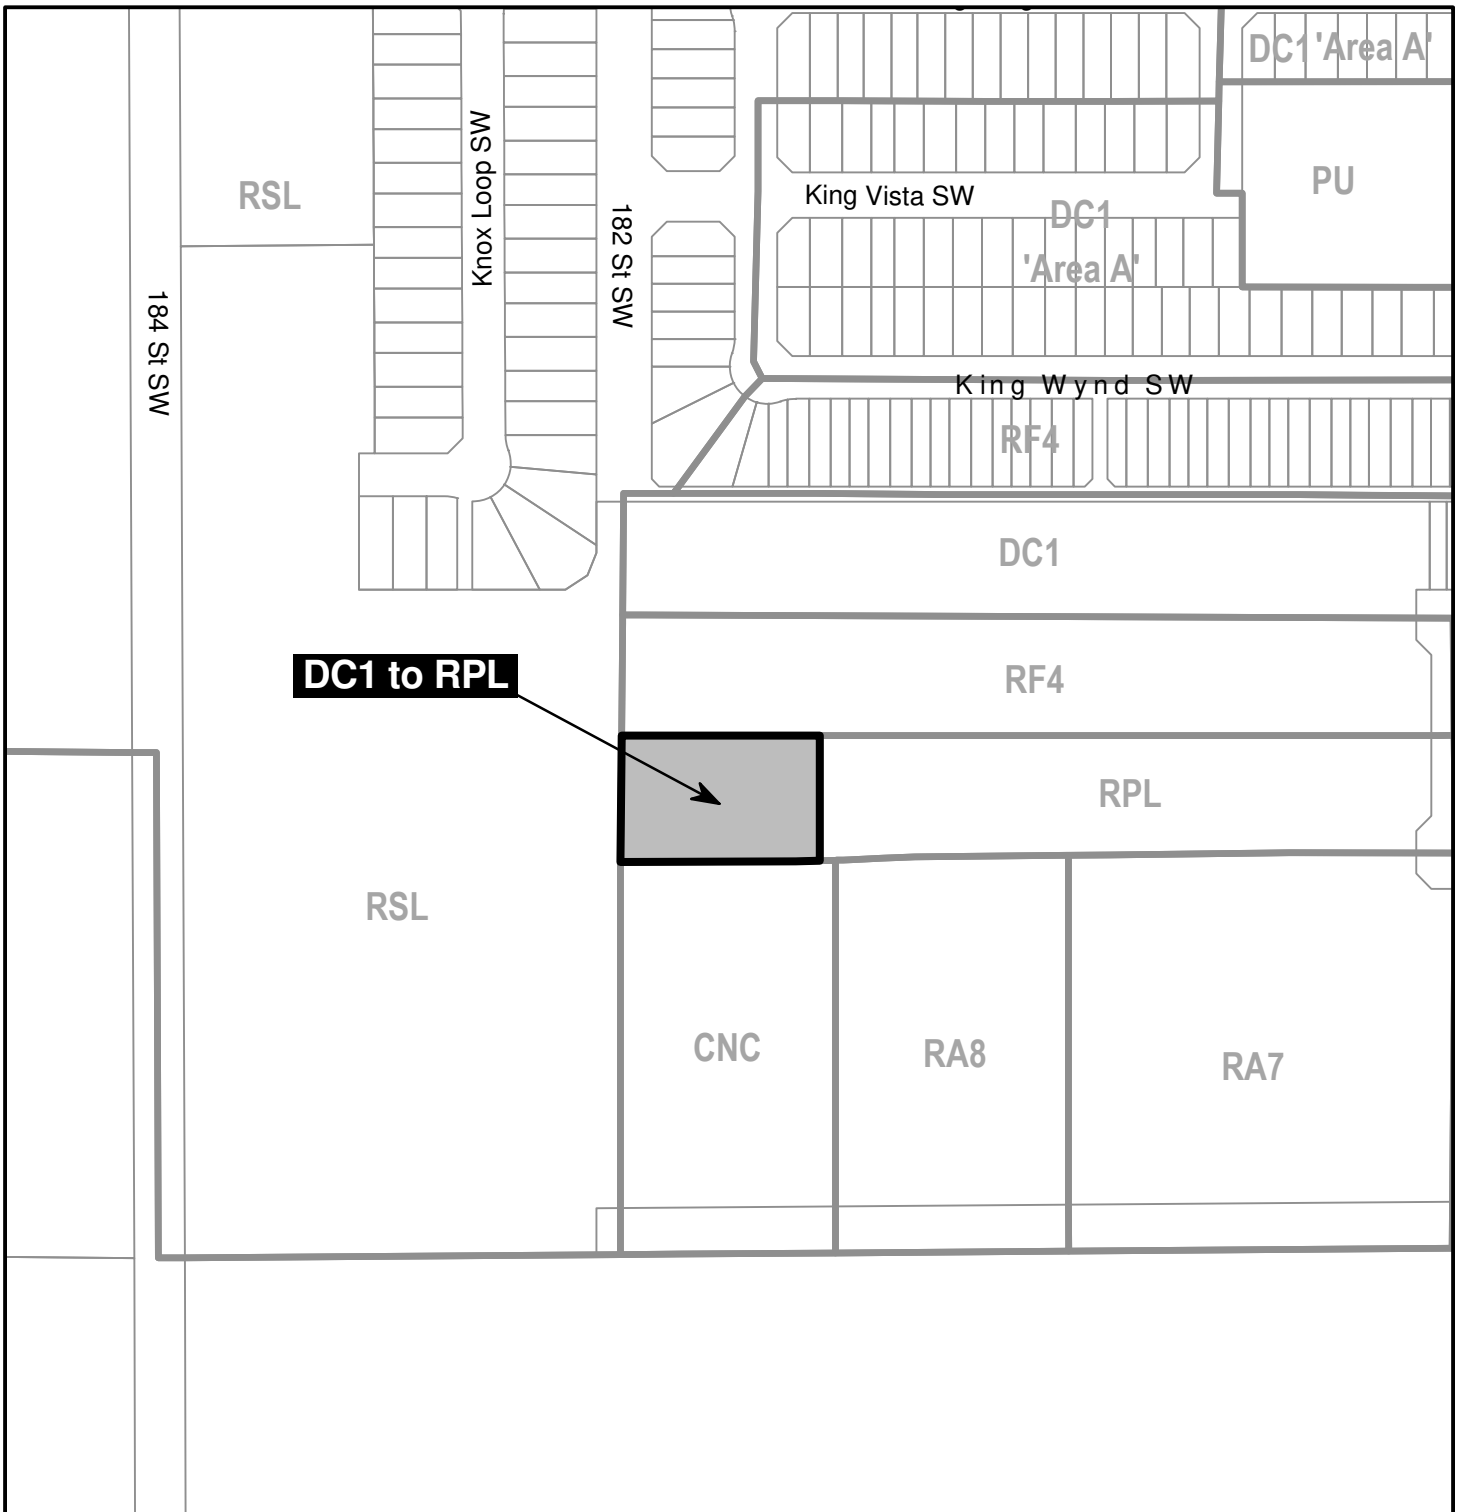 DC1 'Area A'
PU
RSL
Knox Loop SW
182 St SW
King Vista SW
DC1
'Area A'
184 St SW
King Wynd SW
RF4
DC1
DC1 to RPL
RF4
RPL
RSL
CNC
RA8
RA7